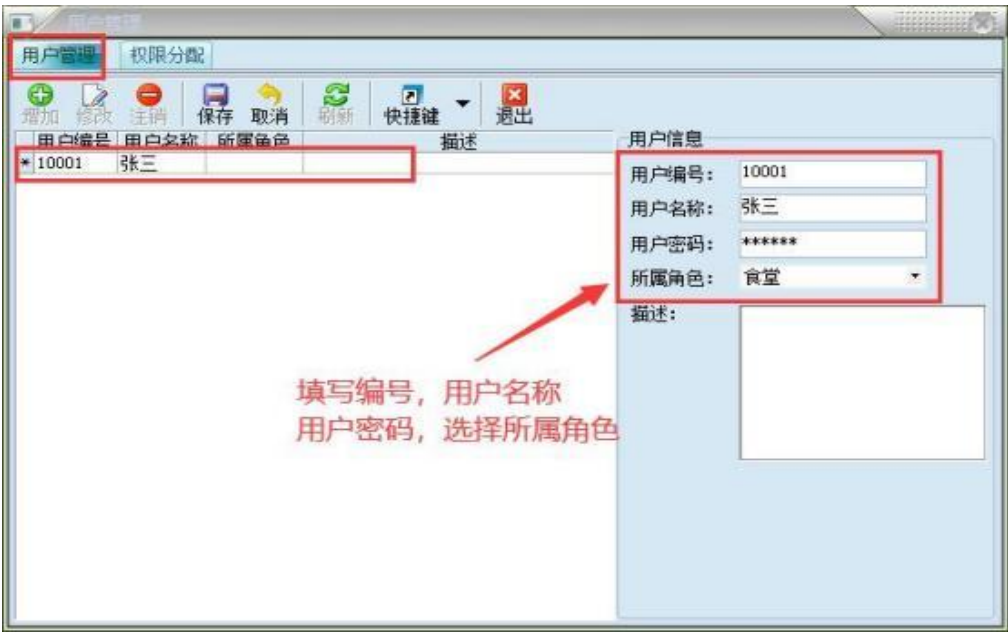 用户管理
用户管理 权限分配
增加 修改 注销 保存 取消 刷新 快捷键 退出
用户编号 用户名称 所属角色 描述
* 10001 张三
用户信息
用户编号: 10001
用户名称: 张三
用户密码: ******
所属角色: 食堂
描述:
填写编号，用户名称
用户密码，选择所属角色